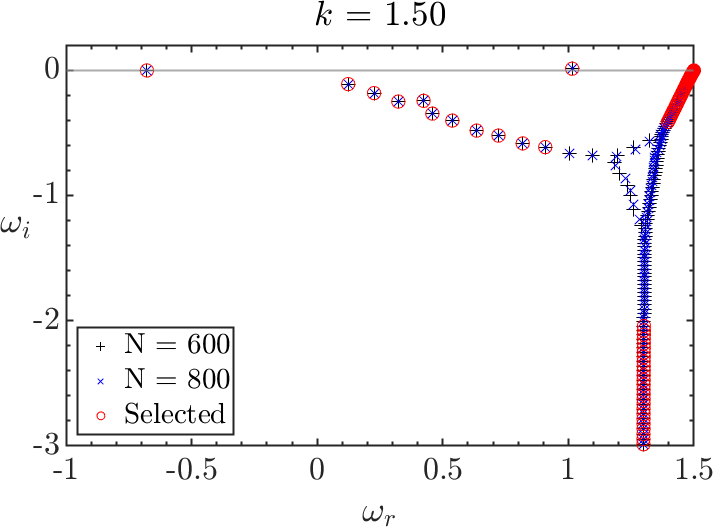 k = 1.50
0
-1
ω_i
-2
-3
N = 600
N = 800
Selected
-1 -0.5 0 0.5 1 1.5
ω_r